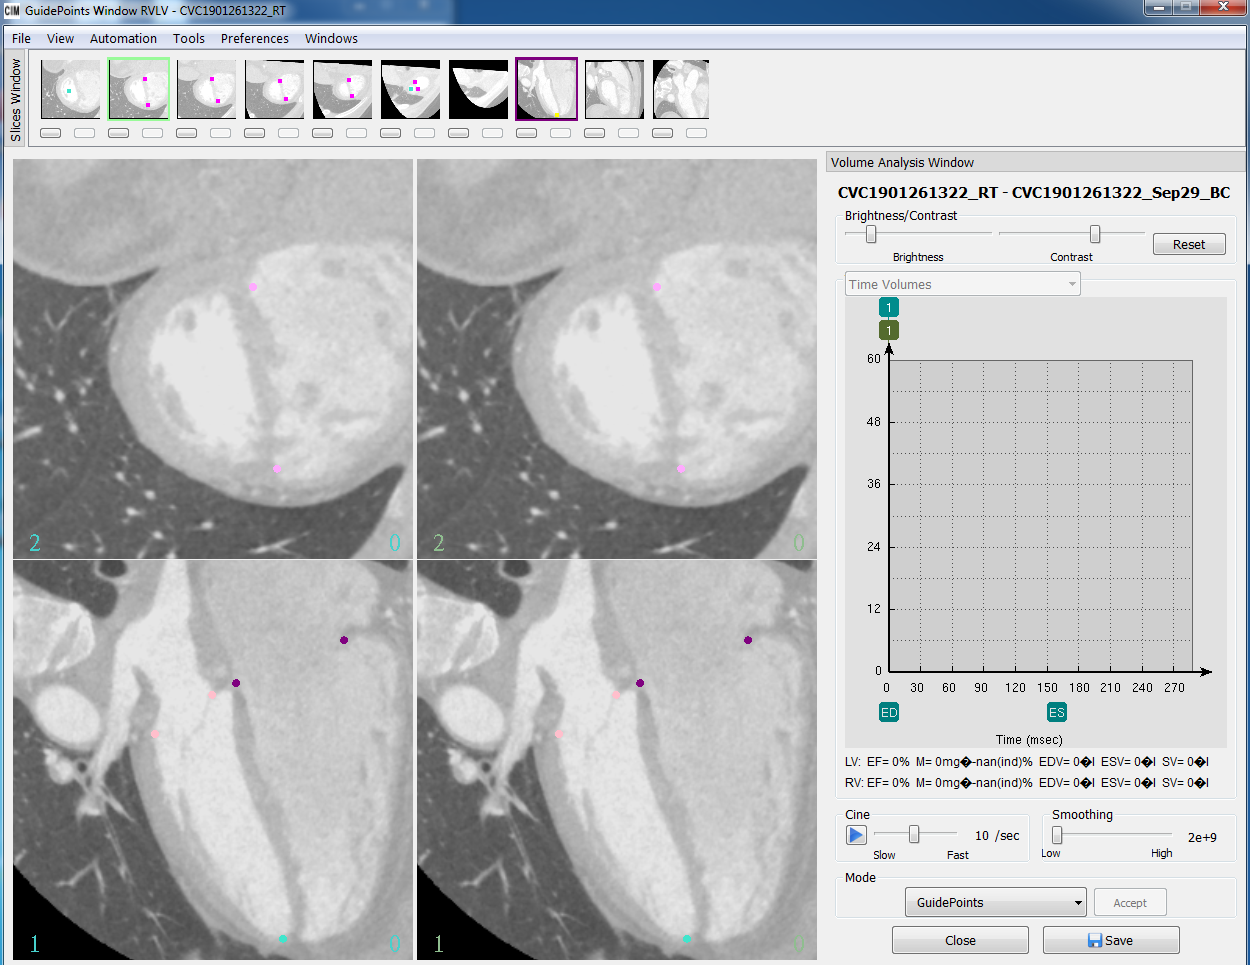 CIM GuidePoints Window RVLV - CVC1901261322_RT
File View Automation Tools Preferences Windows
Slices Window
2 0
2 0
1 0
1 0
Volume Analysis Window
CVC1901261322_RT - CVC1901261322_Sep29_BC
Brightness/Contrast
Brightness Contrast Reset
Time Volumes
1
1
60
48
36
24
12
0
0 30 60 90 120 150 180 210 240 270
ED ES
Time (msec)
LV: EF= 0% M= 0mg�-nan(ind)% EDV= 0�l ESV= 0�l SV= 0�l
RV: EF= 0% M= 0mg�-nan(ind)% EDV= 0�l ESV= 0�l SV= 0�l
Cine
10 /sec
Slow Fast
Smoothing
2e+9
Low High
Mode
GuidePoints Accept
Close Save